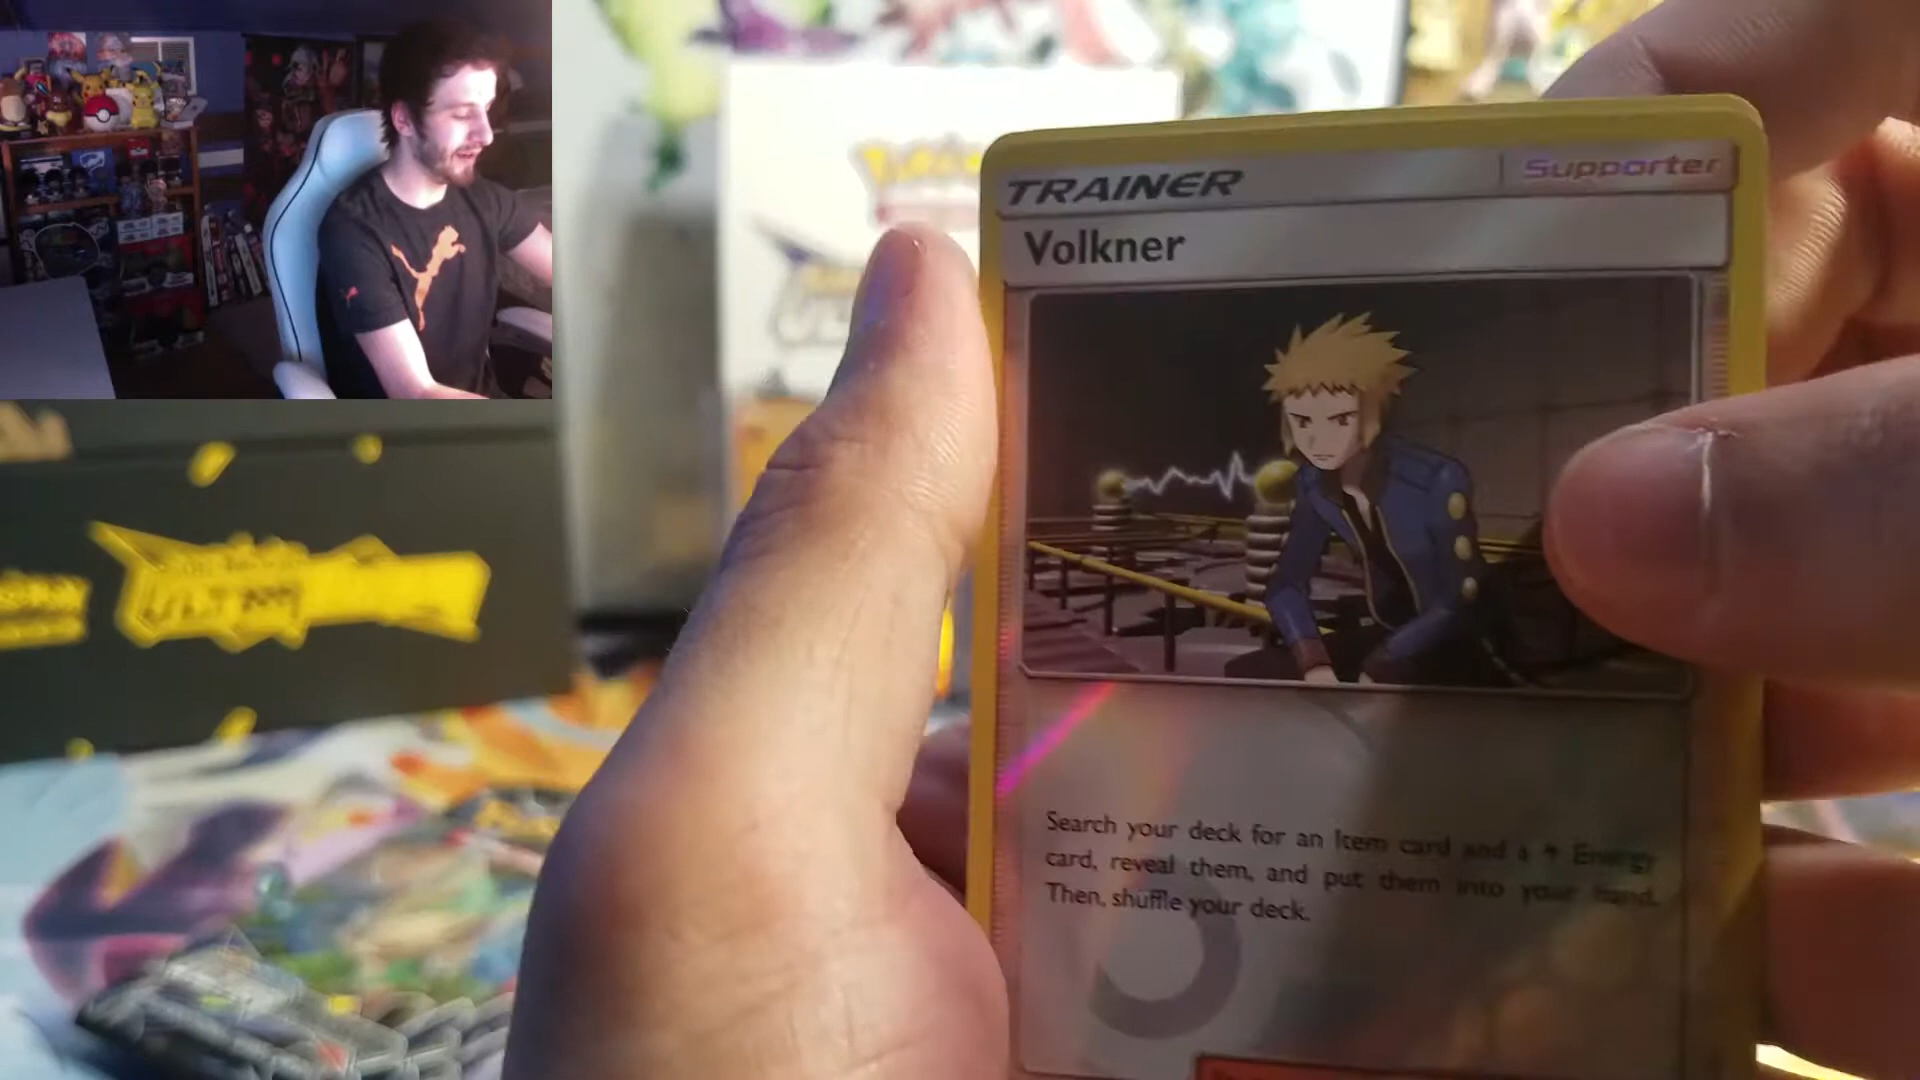 TRAINER
Supporter
Volkner
Search your deck for an Item card and a Energy
card, reveal them, and put them into your hand.
Then, shuffle your deck.